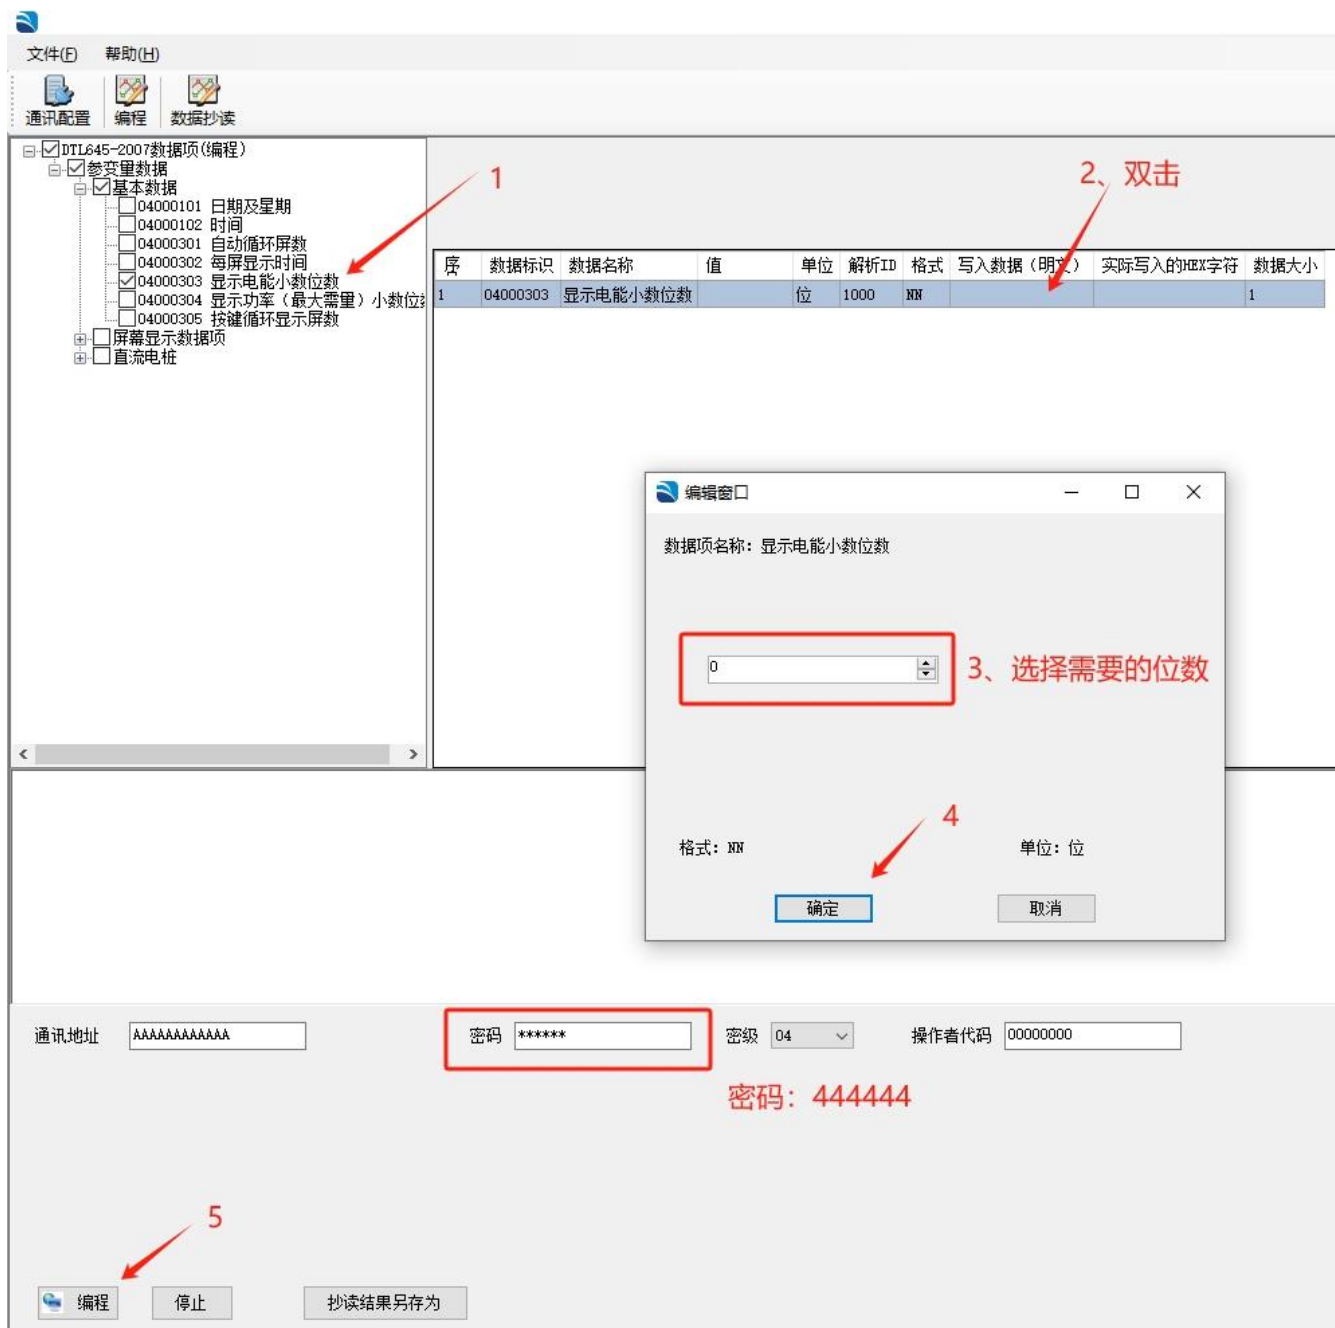 文件(F) 帮助(H)
通讯配置 编程 数据抄读
DTL645-2007数据项(编程)
参变量数据
基本数据
04000101 日期及星期
04000102 时间
04000301 自动循环屏数
04000302 每屏显示时间
04000303 显示电能小数位数
04000304 显示功率（最大需量）小数位
04000305 按键循环显示屏数
屏幕显示数据项
直流电桩
1
2、双击
序 数据标识 数据名称 值 单位 解析ID 格式 写入数据（明文） 实际写入的HEX字符 数据大小
1 04000303 显示电能小数位数 位 1000 NN 1
编辑窗口
数据项名称：显示电能小数位数
0
3、选择需要的位数
4
格式：NN 单位：位
确定 取消
通讯地址 AAAAAAAAAAAA 密码 ****** 密级 04 操作者代码 00000000
密码：444444
5
编程 停止 抄读结果另存为